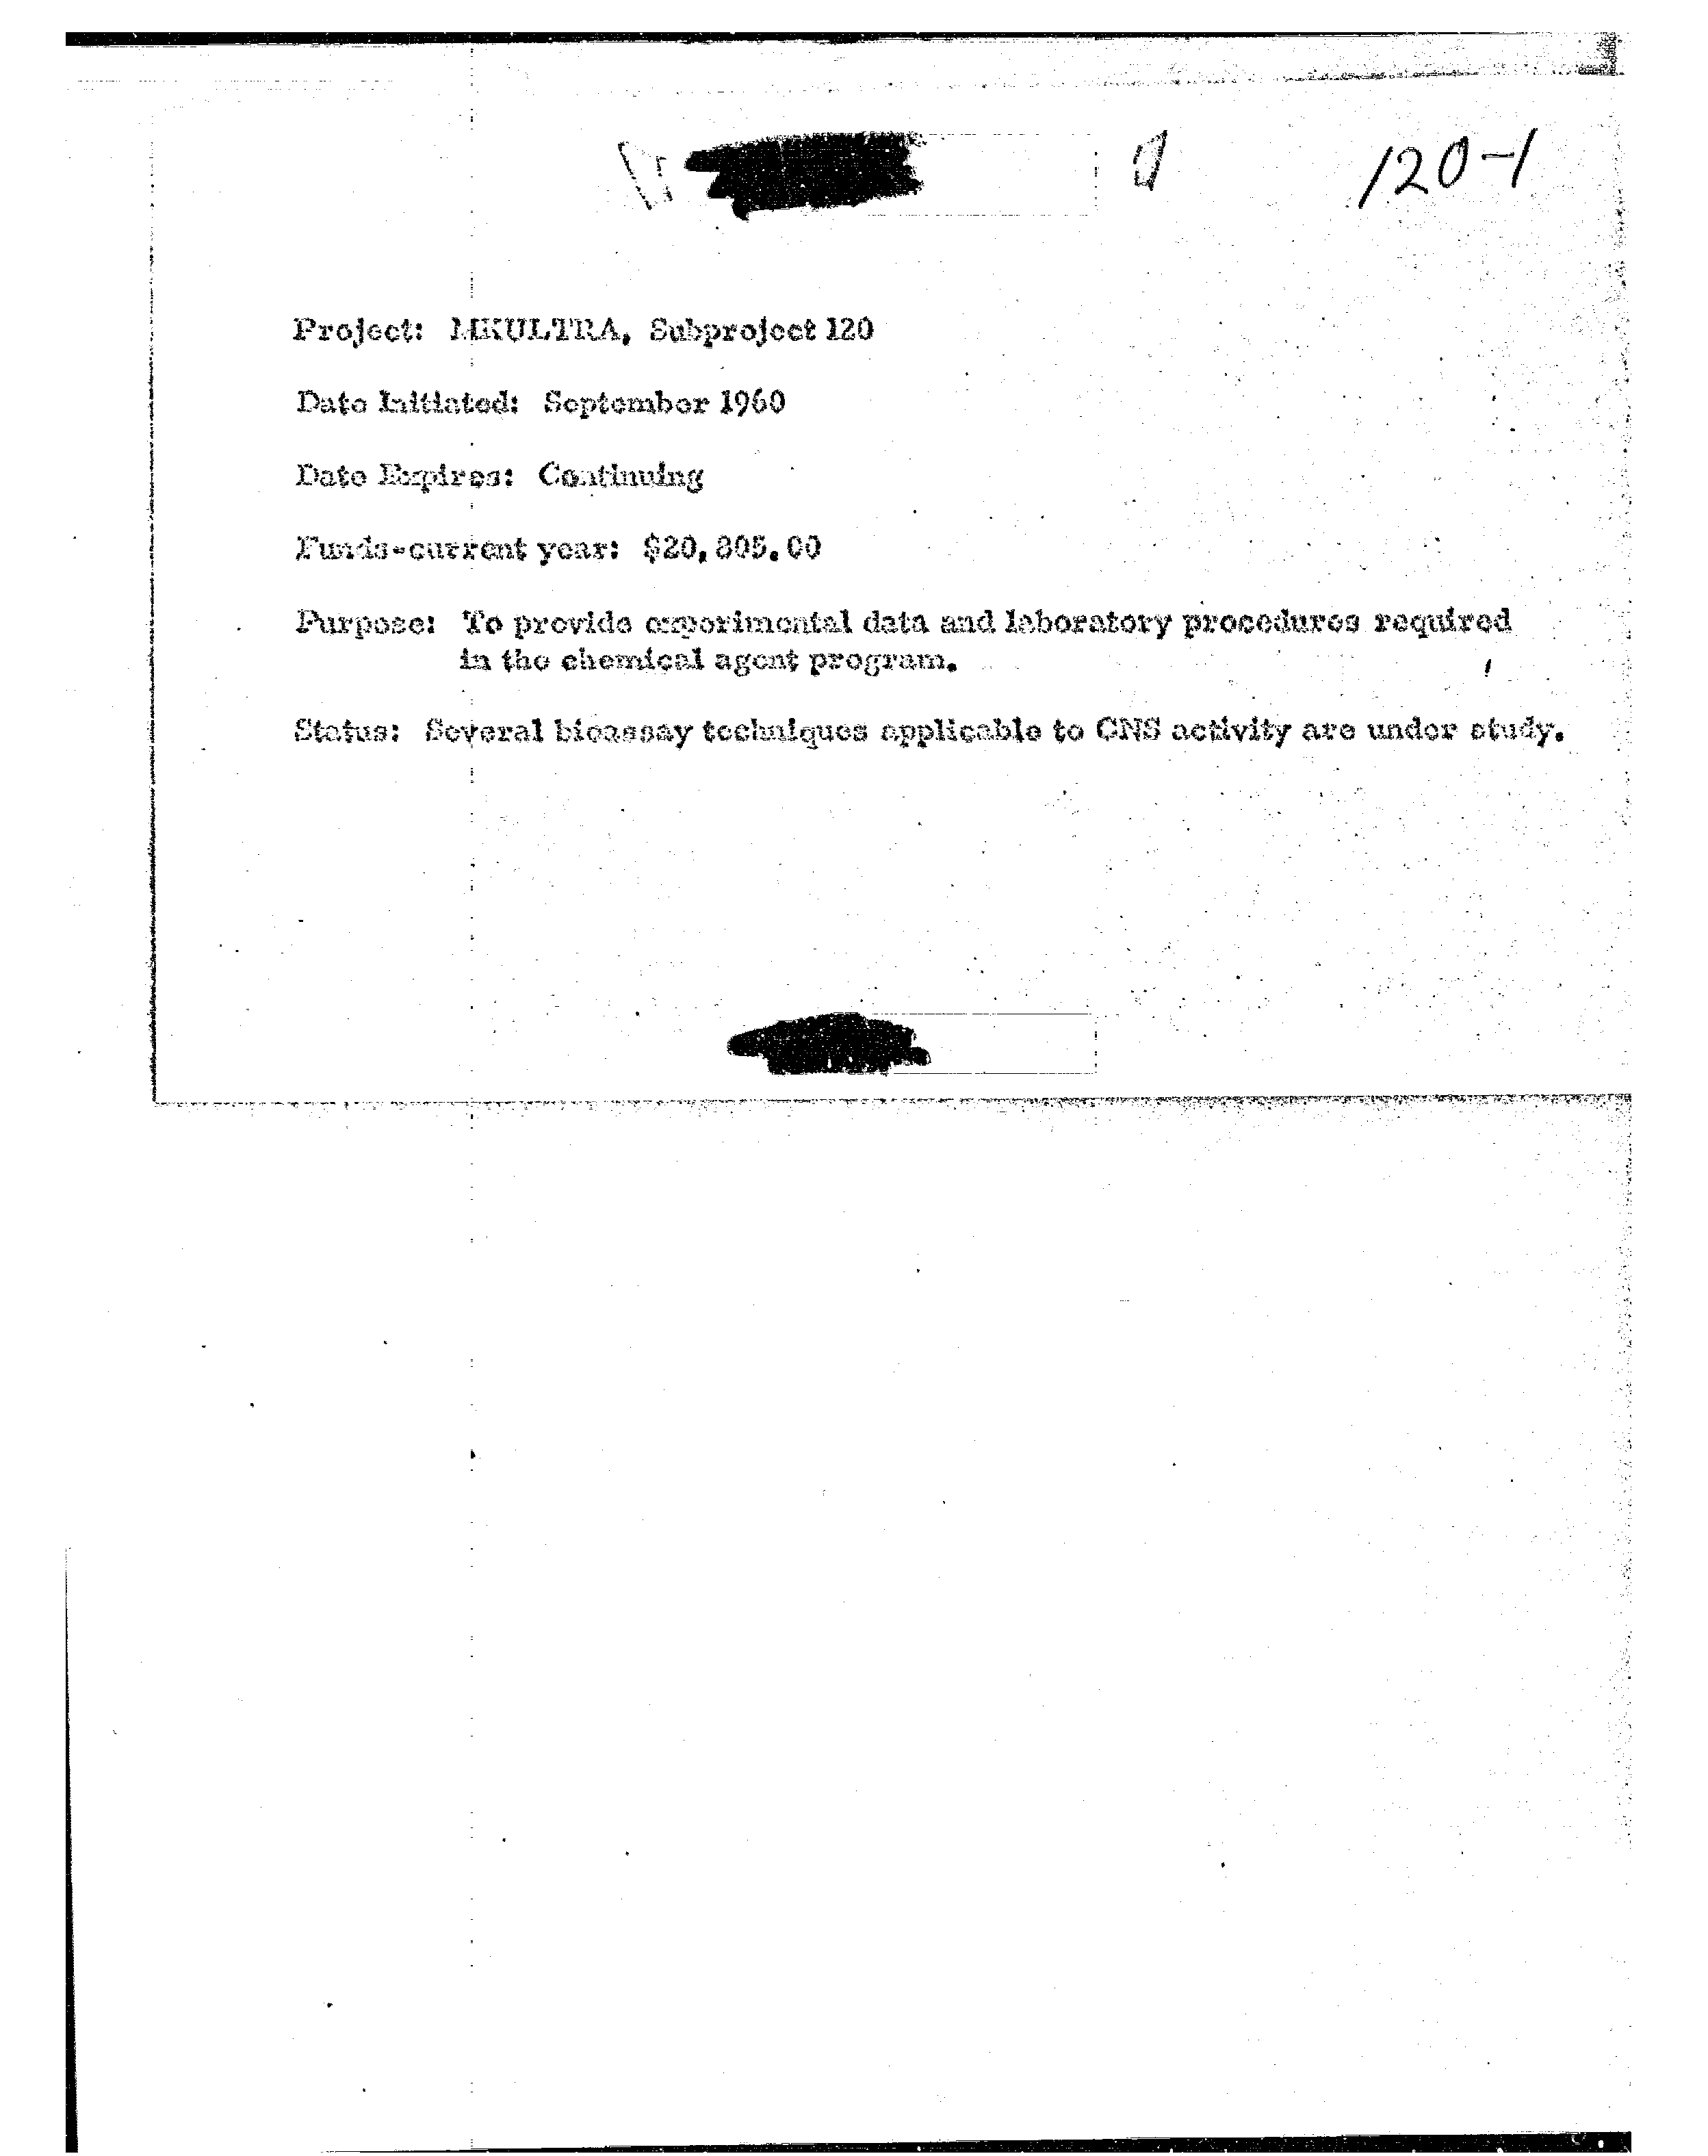 120-1
Project: MKULTRA, Subproject 120
Date Initiated: September 1960
Date Expires: Continuing
Funds-current year: $20,805.00
Purpose: To provide experimental data and laboratory procedures required
in the chemical agent program.
Status: Several bioassay techniques applicable to CNS activity are under study.